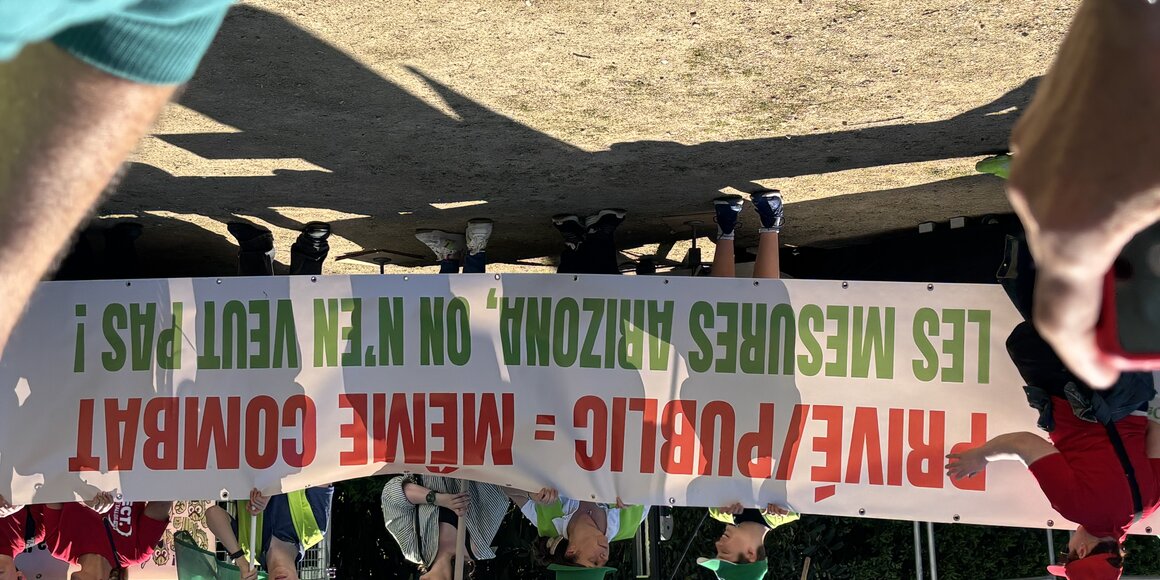 PRIVÉ/PUBLIC = MÊME COMBAT
LES MESURES ARIZONA, ON N'EN VEUT PAS !